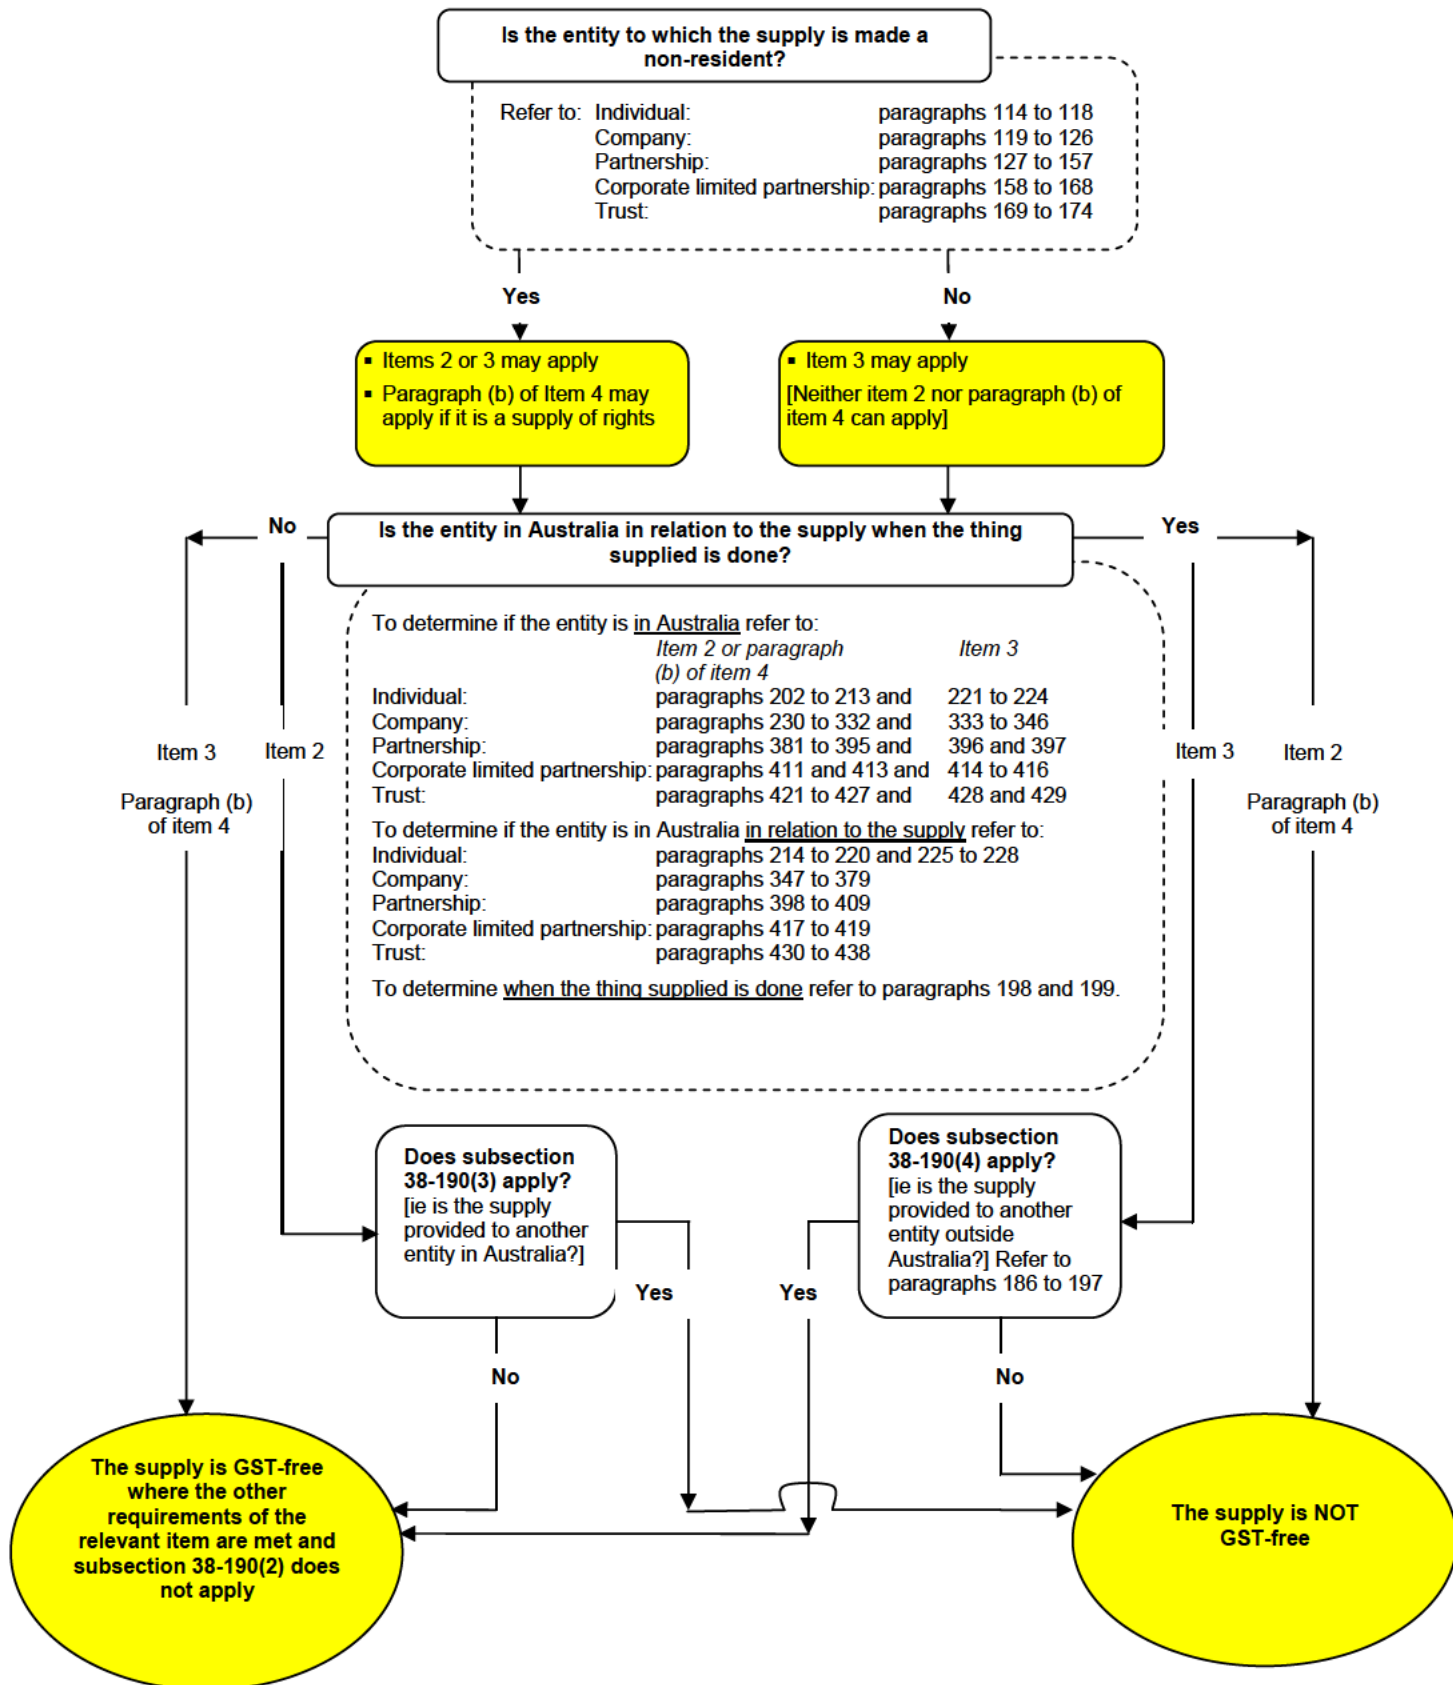 Is the entity to which the supply is made a
non-resident?
Refer to: Individual: paragraphs 114 to 118
Company: paragraphs 119 to 126
Partnership: paragraphs 127 to 157
Corporate limited partnership: paragraphs 158 to 168
Trust: paragraphs 169 to 174
Yes
No
▪ Items 2 or 3 may apply
▪ Paragraph (b) of Item 4 may
apply if it is a supply of rights
▪ Item 3 may apply
[Neither item 2 nor paragraph (b) of
item 4 can apply]
No
Is the entity in Australia in relation to the supply when the thing
supplied is done?
Yes
To determine if the entity is in Australia refer to:
Item 2 or paragraph Item 3
(b) of item 4
Individual: paragraphs 202 to 213 and 221 to 224
Company: paragraphs 230 to 332 and 333 to 346
Partnership: paragraphs 381 to 395 and 396 and 397
Corporate limited partnership: paragraphs 411 and 413 and 414 to 416
Trust: paragraphs 421 to 427 and 428 and 429
To determine if the entity is in Australia in relation to the supply refer to:
Individual: paragraphs 214 to 220 and 225 to 228
Company: paragraphs 347 to 379
Partnership: paragraphs 398 to 409
Corporate limited partnership: paragraphs 417 to 419
Trust: paragraphs 430 to 438
To determine when the thing supplied is done refer to paragraphs 198 and 199.
Item 3
Paragraph (b)
of item 4
Item 2
Item 3
Item 2
Paragraph (b)
of item 4
Does subsection
38-190(3) apply?
[ie is the supply
provided to another
entity in Australia?]
Does subsection
38-190(4) apply?
[ie is the supply
provided to another
entity outside
Australia?] Refer to
paragraphs 186 to 197
Yes
Yes
No
No
The supply is GST-free
where the other
requirements of the
relevant item are met and
subsection 38-190(2) does
not apply
The supply is NOT
GST-free